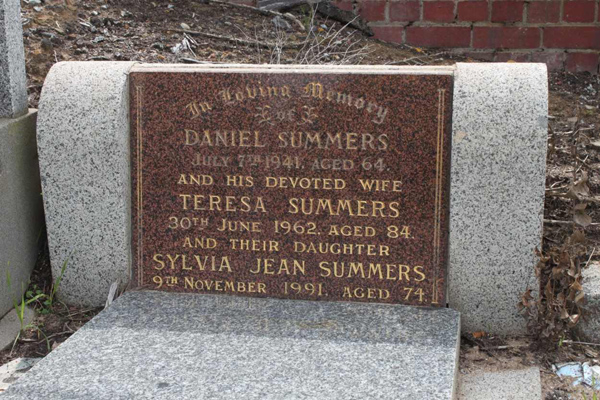 In Loving Memory
of
DANIEL SUMMERS
JULY 7TH 1941. AGED 64.
AND HIS DEVOTED WIFE
TERESA SUMMERS
30TH JUNE 1962. AGED 84.
AND THEIR DAUGHTER
SYLVIA JEAN SUMMERS
9TH NOVEMBER 1991. AGED 74.